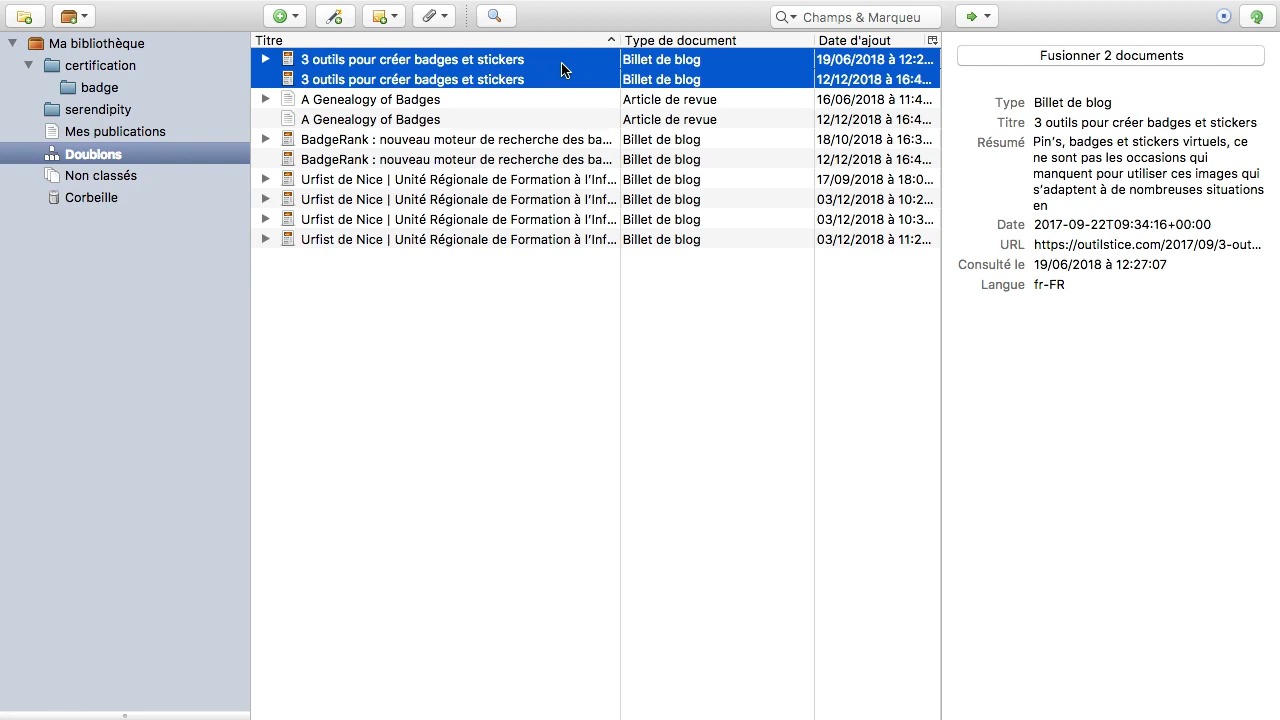 Champs & Marqueu
Ma bibliothèque
certification
badge
serendipity
Mes publications
Doublons
Non classés
Corbeille
Titre Type de document Date d'ajout
3 outils pour créer badges et stickers Billet de blog 19/06/2018 à 12:2...
3 outils pour créer badges et stickers Billet de blog 12/12/2018 à 16:4...
A Genealogy of Badges Article de revue 16/06/2018 à 11:4...
A Genealogy of Badges Article de revue 12/12/2018 à 16:4...
BadgeRank : nouveau moteur de recherche des ba... Billet de blog 18/10/2018 à 16:3...
BadgeRank : nouveau moteur de recherche des ba... Billet de blog 12/12/2018 à 16:4...
Urfist de Nice | Unité Régionale de Formation à l'Inf... Billet de blog 17/09/2018 à 18:0...
Urfist de Nice | Unité Régionale de Formation à l'Inf... Billet de blog 03/12/2018 à 10:2...
Urfist de Nice | Unité Régionale de Formation à l'Inf... Billet de blog 03/12/2018 à 10:3...
Urfist de Nice | Unité Régionale de Formation à l'Inf... Billet de blog 03/12/2018 à 11:2...
Fusionner 2 documents
Type Billet de blog
Titre 3 outils pour créer badges et stickers
Résumé Pin's, badges et stickers virtuels, ce
ne sont pas les occasions qui
manquent pour utiliser ces images qui
s'adaptent à de nombreuses situations
en
Date 2017-09-22T09:34:16+00:00
URL https://outilstice.com/2017/09/3-out...
Consulté le 19/06/2018 à 12:27:07
Langue fr-FR